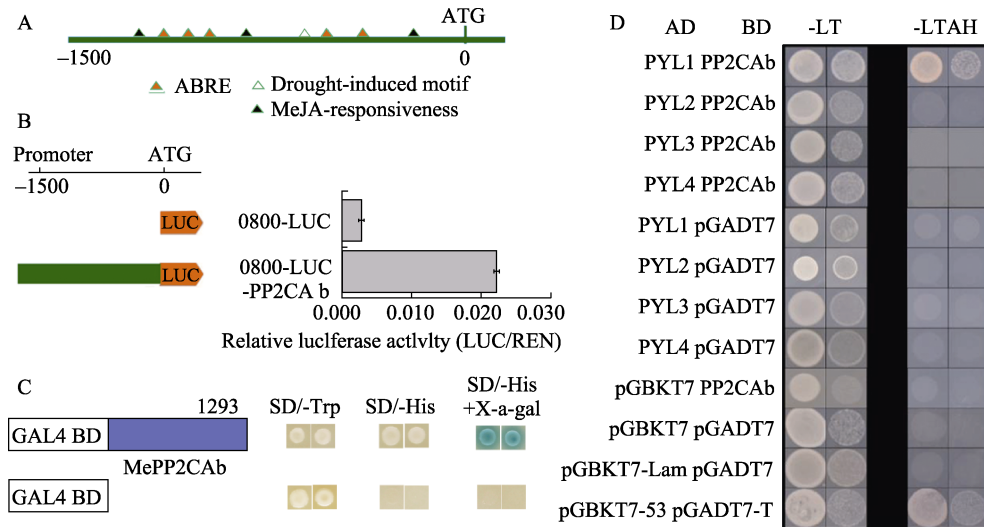 A
ATG
–1500
0
ABRE
Drought-induced motif
MeJA-responsiveness
B
Promoter
ATG
–1500
0
LUC
LUC
0800-LUC
0800-LUC
-PP2CA b
0.000 0.010 0.020 0.030
Relative luclferase actlvlty (LUC/REN)
C
1293
GAL4 BD
MePP2CAb
GAL4 BD
SD/-Trp
SD/-His
SD/-His
+X-a-gal
D
AD BD -LT -LTAH
PYL1 PP2CAb
PYL2 PP2CAb
PYL3 PP2CAb
PYL4 PP2CAb
PYL1 pGADT7
PYL2 pGADT7
PYL3 pGADT7
PYL4 pGADT7
pGBKT7 PP2CAb
pGBKT7 pGADT7
pGBKT7-Lam pGADT7
pGBKT7-53 pGADT7-T